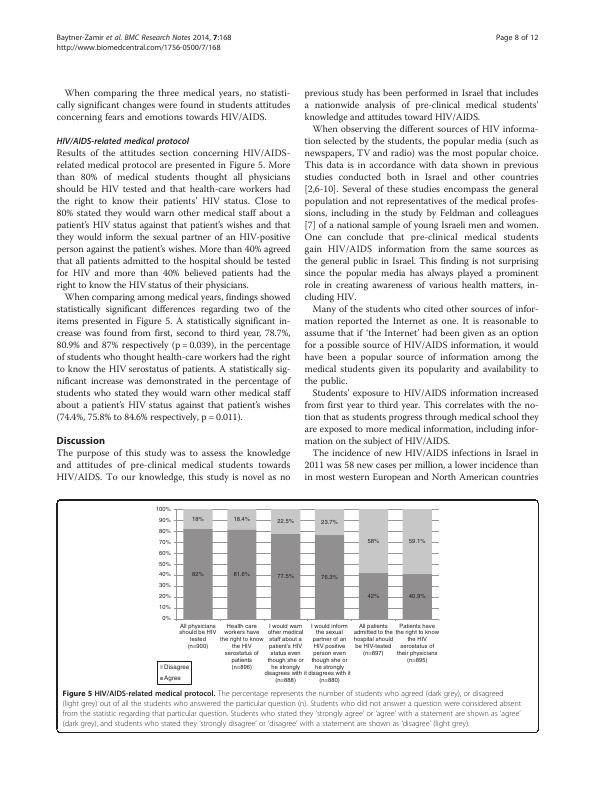 Baytner-Zamir et al. BMC Research Notes 2014, 7:168
http://www.biomedcentral.com/1756-0500/7/168
Page 8 of 12
When comparing the three medical years, no statisti-
cally significant changes were found in students attitudes
concerning fears and emotions towards HIV/AIDS.
HIV/AIDS-related medical protocol
Results of the attitudes section concerning HIV/AIDS-
related medical protocol are presented in Figure 5. More
than 80% of medical students thought all physicians
should be HIV tested and that health-care workers had
the right to know their patients' HIV status. Close to
80% stated they would warn other medical staff about a
patient's HIV status against that patient's wishes and that
they would inform the sexual partner of an HIV-positive
person against the patient's wishes. More than 40% agreed
that all patients admitted to the hospital should be tested
for HIV and more than 40% believed patients had the
right to know the HIV status of their physicians.
When comparing among medical years, findings showed
statistically significant differences regarding two of the
items presented in Figure 5. A statistically significant in-
crease was found from first, second to third year, 78.7%,
80.9% and 87% respectively (p = 0.039), in the percentage
of students who thought health-care workers had the right
to know the HIV serostatus of patients. A statistically sig-
nificant increase was demonstrated in the percentage of
students who stated they would warn other medical staff
about a patient's HIV status against that patient's wishes
(74.4%, 75.8% to 84.6% respectively, p = 0.011).
Discussion
The purpose of this study was to assess the knowledge
and attitudes of pre-clinical medical students towards
HIV/AIDS. To our knowledge, this study is novel as no
previous study has been performed in Israel that includes
a nationwide analysis of pre-clinical medical students'
knowledge and attitudes toward HIV/AIDS.
When observing the different sources of HIV informa-
tion selected by the students, the popular media (such as
newspapers, TV and radio) was the most popular choice.
This data is in accordance with data shown in previous
studies conducted both in Israel and other countries
[2,6-10]. Several of these studies encompass the general
population and not representatives of the medical profes-
sions, including in the study by Feldman and colleagues
[7] of a national sample of young Israeli men and women.
One can conclude that pre-clinical medical students
gain HIV/AIDS information from the same sources as
the general public in Israel. This finding is not surprising
since the popular media has always played a prominent
role in creating awareness of various health matters, in-
cluding HIV.
Many of the students who cited other sources of infor-
mation reported the Internet as one. It is reasonable to
assume that if 'the Internet' had been given as an option
for a possible source of HIV/AIDS information, it would
have been a popular source of information among the
medical students given its popularity and availability to
the public.
Students' exposure to HIV/AIDS information increased
from first year to third year. This correlates with the no-
tion that as students progress through medical school they
are exposed to more medical information, including infor-
mation on the subject of HIV/AIDS.
The incidence of new HIV/AIDS infections in Israel in
2011 was 58 new cases per million, a lower incidence than
in most western European and North American countries
100%
90%
80%
70%
60%
50%
40%
30%
20%
10%
0%
18%
18.4%
22.5%
23.7%
58%
59.1%
82%
81.6%
77.5%
76.3%
42%
40.9%
All physicians
should be HIV
tested
(n=900)
Health care
workers have
the right to know
the HIV
serostatus of
patients
(n=896)
I would warn
other medical
staff about a
patient's HIV
status even
though she or
he strongly
disagrees with it
(n=888)
I would inform
the sexual
partner of an
HIV positive
person even
though she or
he strongly
disagrees with it
(n=880)
All patients
admitted to the
hospital should
be HIV-tested
(n=897)
Patients have
the right to know
the HIV
serostatus of
their physicians
(n=895)
Disagree
Agree
Figure 5 HIV/AIDS-related medical protocol. The percentage represents the number of students who agreed (dark grey), or disagreed
(light grey) out of all the students who answered the particular question (n). Students who did not answer a question were considered absent
from the statistic regarding that particular question. Students who stated they 'strongly agree' or 'agree' with a statement are shown as 'agree'
(dark grey), and students who stated they 'strongly disagree' or 'disagree' with a statement are shown as 'disagree' (light grey).